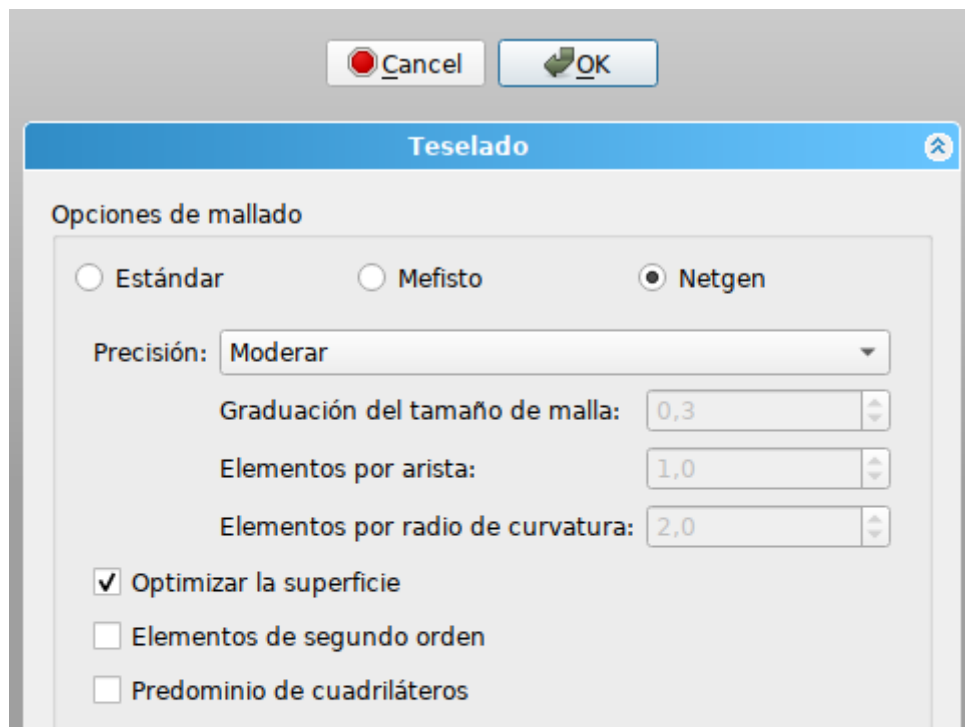 Cancel OK
Teselado
Opciones de mallado
Estándar Mefisto Netgen
Precisión: Moderar
Graduación del tamaño de malla: 0,3
Elementos por arista: 1,0
Elementos por radio de curvatura: 2,0
Optimizar la superficie
Elementos de segundo orden
Predominio de cuadriláteros